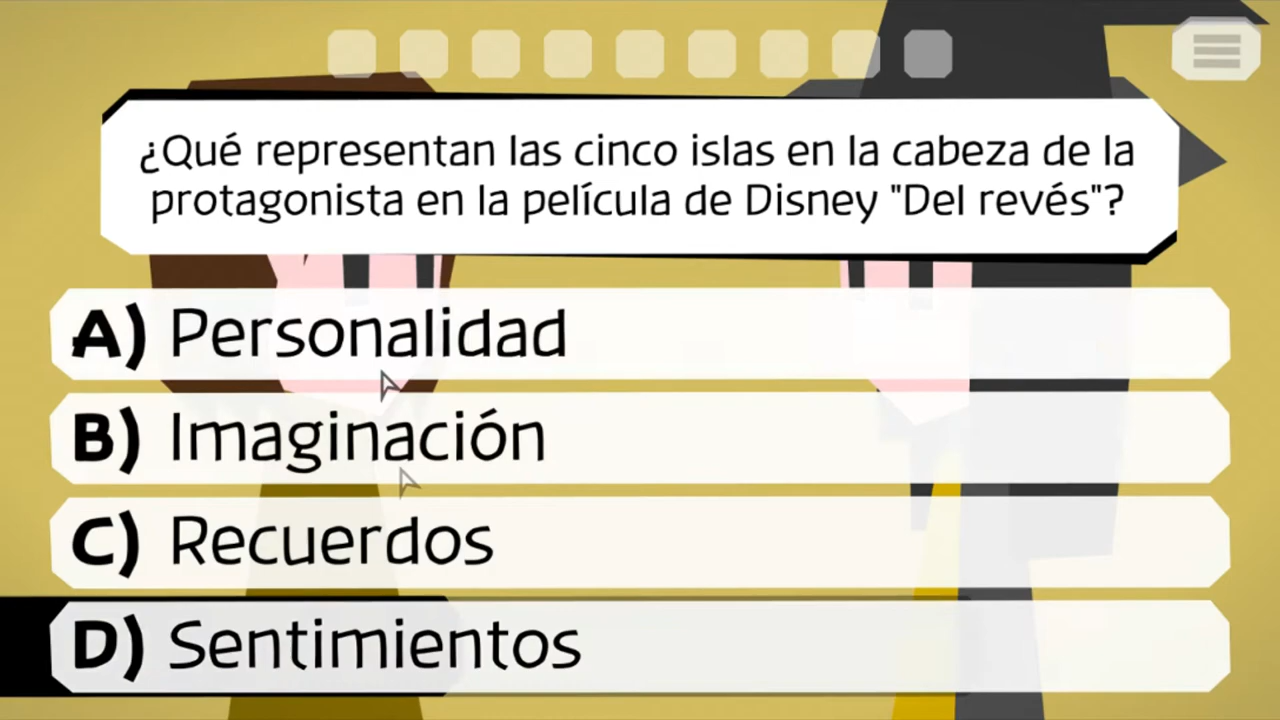 ¿Qué representan las cinco islas en la cabeza de la
protagonista en la película de Disney "Del revés"?
A) Personalidad
B) Imaginación
C) Recuerdos
D) Sentimientos